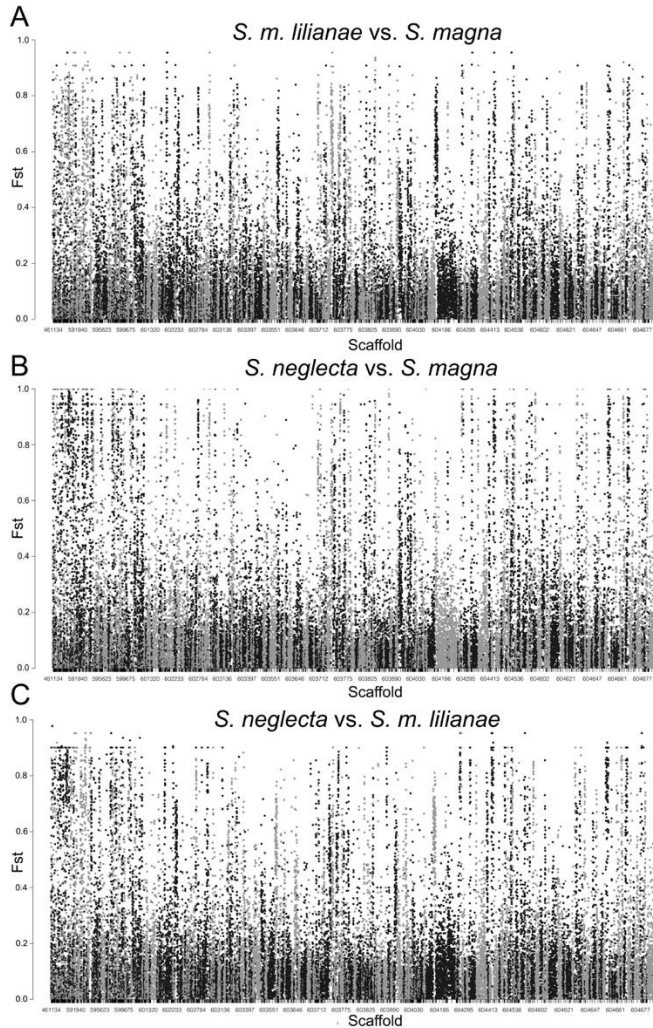 A
S. m. lilianae vs. S. magna
1.0
0.8
0.6
0.4
0.2
0.0
Fst
461134 591940 595623 599675 601320 602233 602784 603136 603397 603551 603646 603712 603775 603825 603890 604030 604186 604295 604413 604536 604602 604621 604647 604661 604677
Scaffold
B
S. neglecta vs. S. magna
1.0
0.8
0.6
0.4
0.2
0.0
Fst
461134 591940 595623 599675 601320 602233 602784 603136 603397 603551 603646 603712 603775 603825 603890 604030 604186 604295 604413 604536 604602 604621 604647 604661 604677
Scaffold
C
S. neglecta vs. S. m. lilianae
1.0
0.8
0.6
0.4
0.2
0.0
Fst
461134 591940 595623 599675 601320 602233 602784 603136 603397 603551 603646 603712 603775 603825 603890 604030 604186 604295 604413 604536 604602 604621 604647 604661 604677
Scaffold